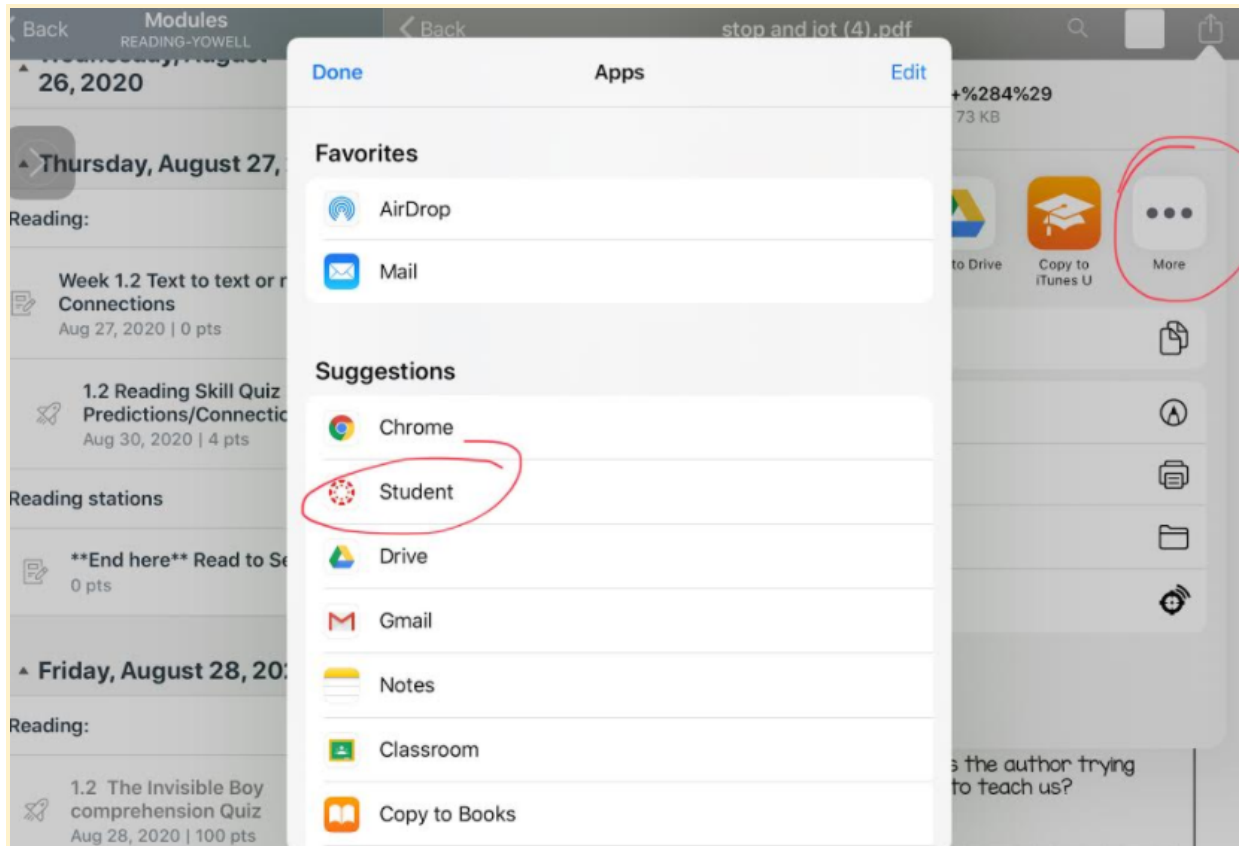 Back
Modules
READING-YOWELL
Back
stop and jot (4).pdf
26, 2020
Thursday, August 27,
Reading:
Week 1.2 Text to text or
Connections
Aug 27, 2020 | 0 pts
1.2 Reading Skill Quiz
Aug 30, 2020 | 4 pts
Reading stations
**End here** Read to
0 pts
Friday, August 28,
Reading:
1.2 The Invisible Boy
comprehension Quiz
Aug 28, 2020 | 100 pts
Done
Apps
Edit
Favorites
AirDrop
Mail
Suggestions
Chrome
Student
Drive
Gmail
Notes
Classroom
Copy to Books
+%284%29
73 KB
to Drive
Copy to
iTunes U
More
the author trying
to teach us?